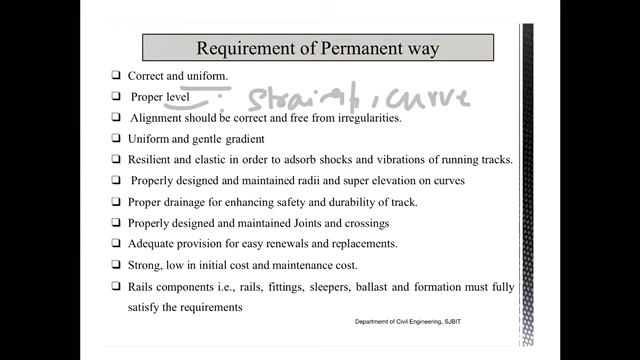 Requirement of Permanent way
Correct and uniform.
Proper level : straight, curve
Alignment should be correct and free from irregularities.
Uniform and gentle gradient
Resilient and elastic in order to adsorb shocks and vibrations of running tracks.
Properly designed and maintained radii and super elevation on curves
Proper drainage for enhancing safety and durability of track.
Properly designed and maintained Joints and crossings
Adequate provision for easy renewals and replacements.
Strong, low in initial cost and maintenance cost.
Rails components i.e., rails, fittings, sleepers, ballast and formation must fully
satisfy the requirements
Departmemt of Civil Engineering, SJBIT